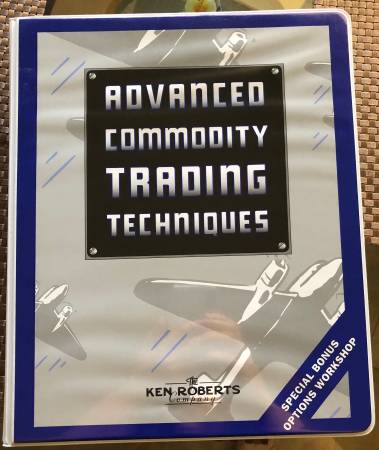 ADVANCED
COMMODITY
TRADING
TECHNIQUES
The
KEN ROBERTS
Company
SPECIAL BONUS
OPTIONS WORKSHOP